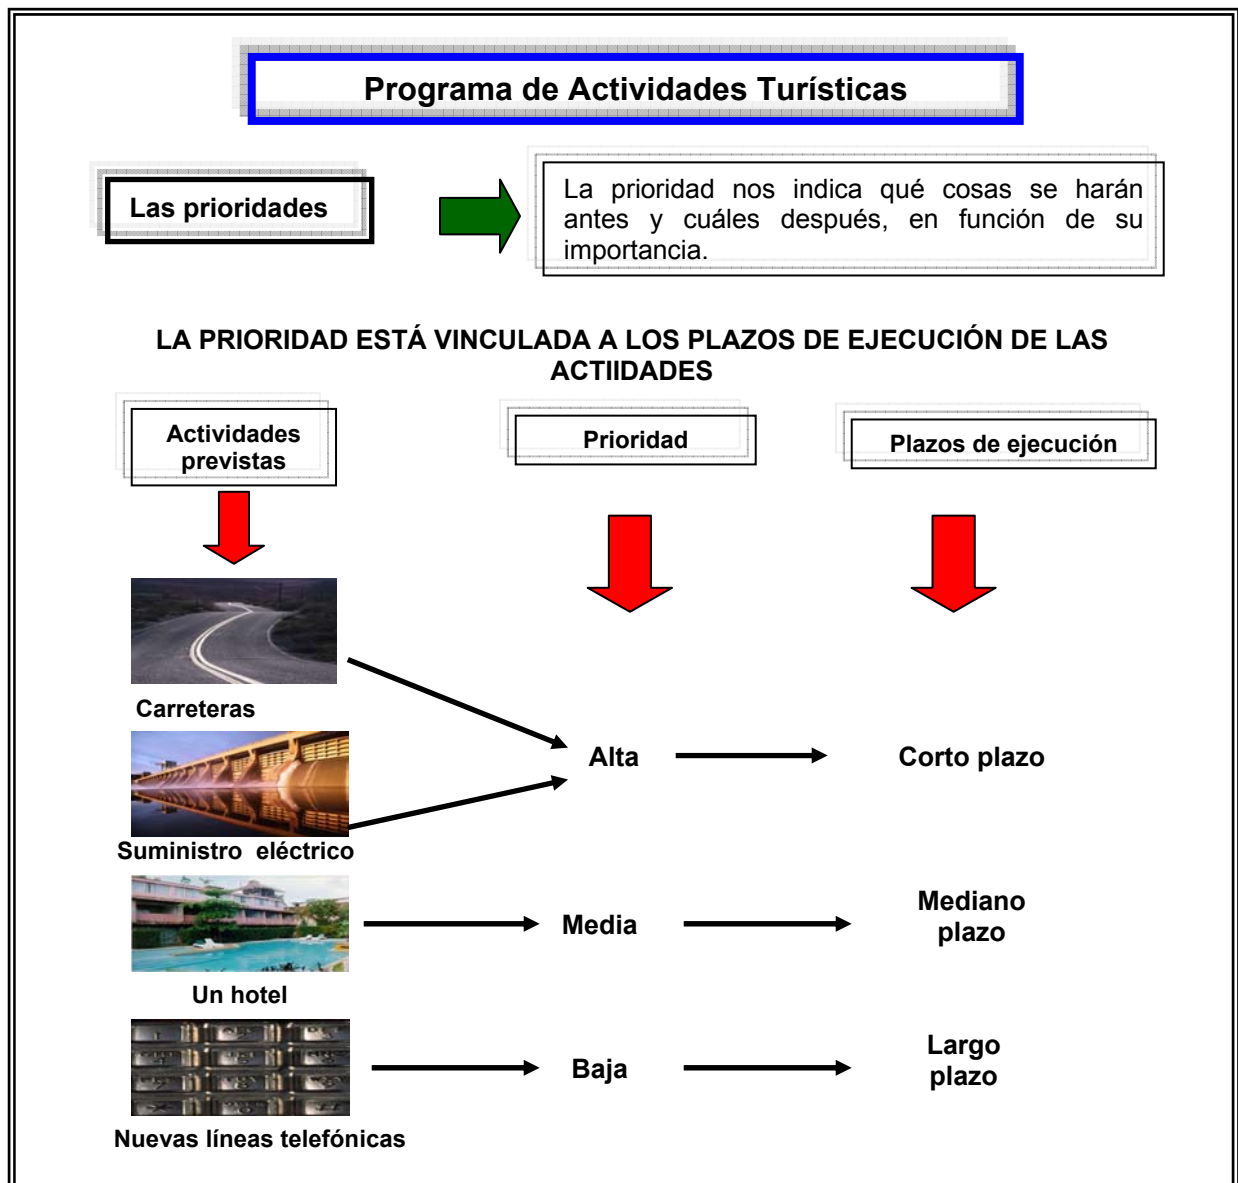 Programa de Actividades Turísticas
Las prioridades
La prioridad nos indica qué cosas se harán
antes y cuáles después, en función de su
importancia.
LA PRIORIDAD ESTÁ VINCULADA A LOS PLAZOS DE EJECUCIÓN DE LAS
ACTIIDADES
Actividades
previstas
Prioridad
Plazos de ejecución
Carreteras
Alta
Corto plazo
Suministro eléctrico
Un hotel
Media
Mediano
plazo
Baja
Largo
plazo
Nuevas líneas telefónicas